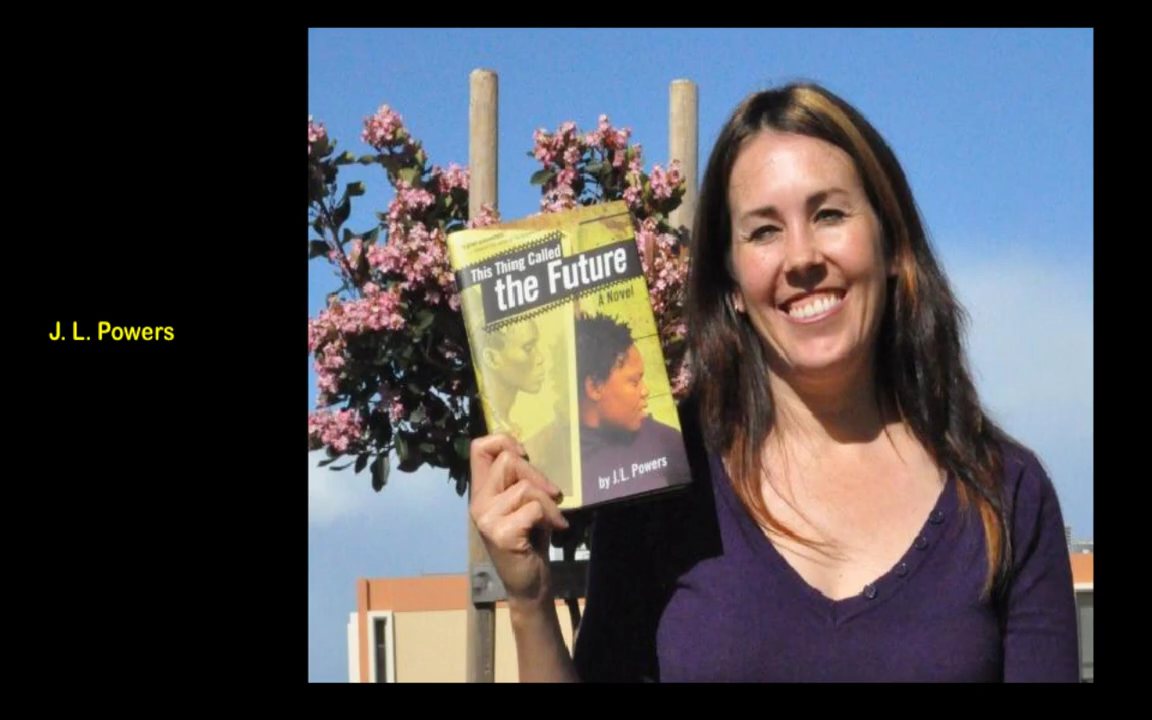 J. L. Powers
This Thing Called
the Future
A Novel
by J.L. Powers